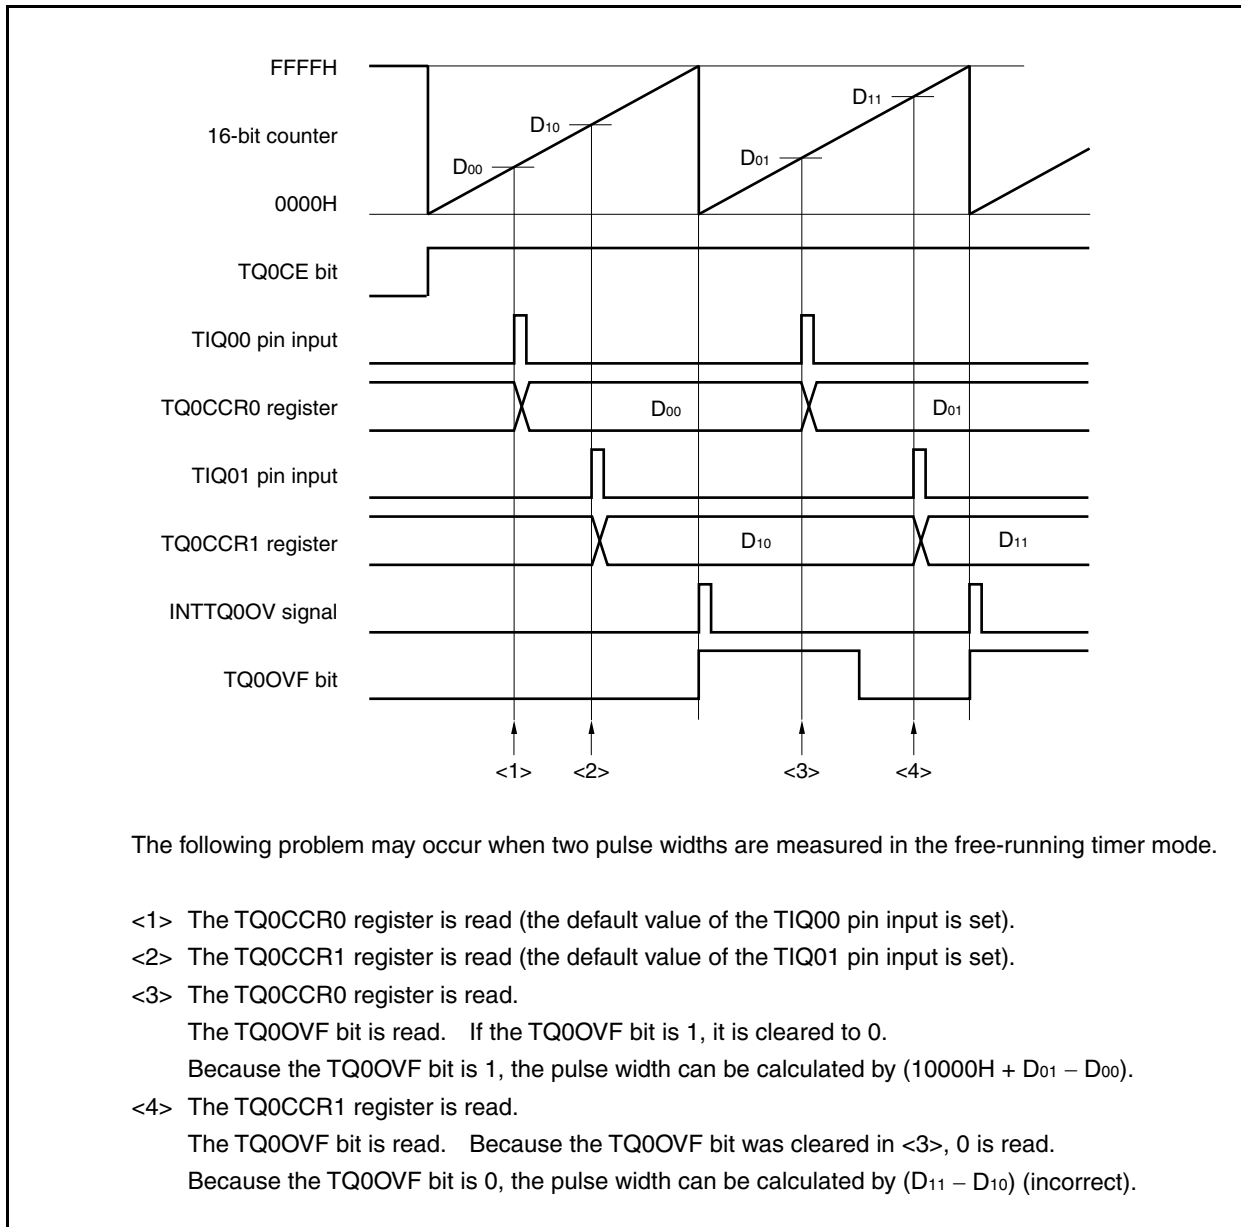 FFFFH
D11
D10
16-bit counter
D00
D01
0000H
TQ0CE bit
TIQ00 pin input
TQ0CCR0 register
D00
D01
TIQ01 pin input
TQ0CCR1 register
D10
D11
INTTQ0OV signal
TQ0OVF bit
<1> <2> <3> <4>
The following problem may occur when two pulse widths are measured in the free-running timer mode.
<1> The TQ0CCR0 register is read (the default value of the TIQ00 pin input is set).
<2> The TQ0CCR1 register is read (the default value of the TIQ01 pin input is set).
<3> The TQ0CCR0 register is read.
The TQ0OVF bit is read. If the TQ0OVF bit is 1, it is cleared to 0.
Because the TQ0OVF bit is 1, the pulse width can be calculated by (10000H + D01 − D00).
<4> The TQ0CCR1 register is read.
The TQ0OVF bit is read. Because the TQ0OVF bit was cleared in <3>, 0 is read.
Because the TQ0OVF bit is 0, the pulse width can be calculated by (D11 − D10) (incorrect).